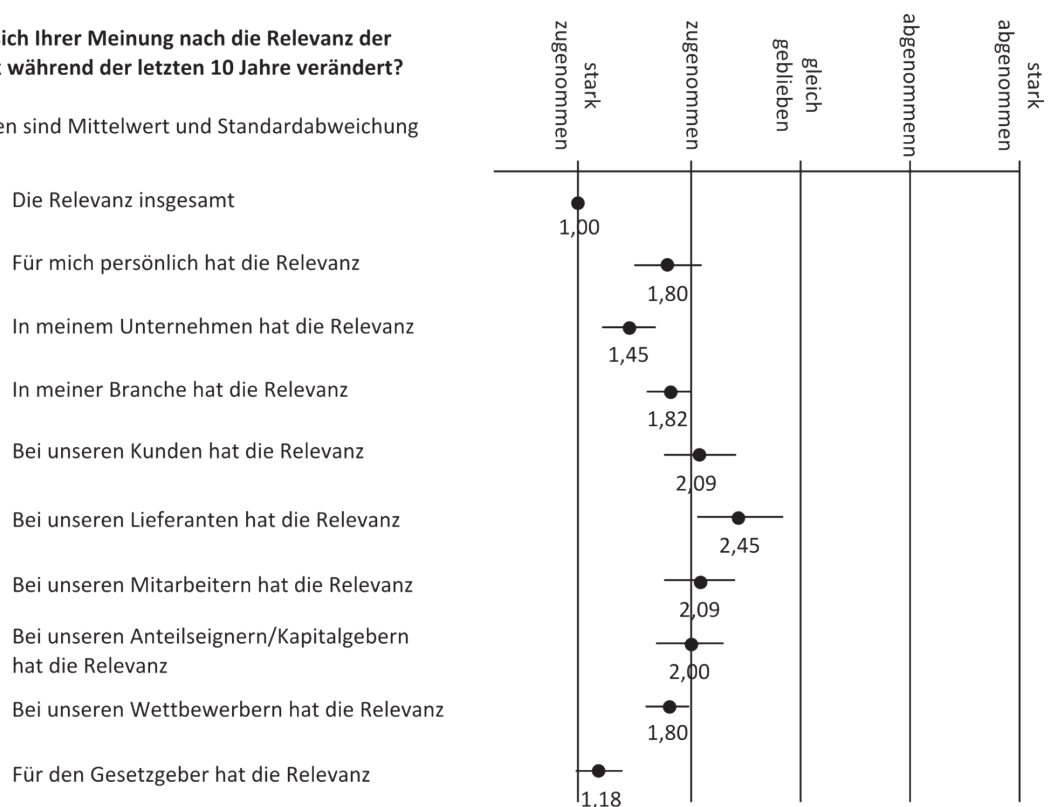 sich Ihrer Meinung nach die Relevanz der
während der letzten 10 Jahre verändert?
sind Mittelwert und Standardabweichung
stark
zugenommen
zugenommen
gleich
geblieben
abgenommenn
stark
abgenommen
Die Relevanz insgesamt
1,00
Für mich persönlich hat die Relevanz
1,80
In meinem Unternehmen hat die Relevanz
1,45
In meiner Branche hat die Relevanz
1,82
Bei unseren Kunden hat die Relevanz
2,09
Bei unseren Lieferanten hat die Relevanz
2,45
Bei unseren Mitarbeitern hat die Relevanz
2,09
Bei unseren Anteilseignern/Kapitalgebern
hat die Relevanz
2,00
Bei unseren Wettbewerbern hat die Relevanz
1,80
Für den Gesetzgeber hat die Relevanz
1,18